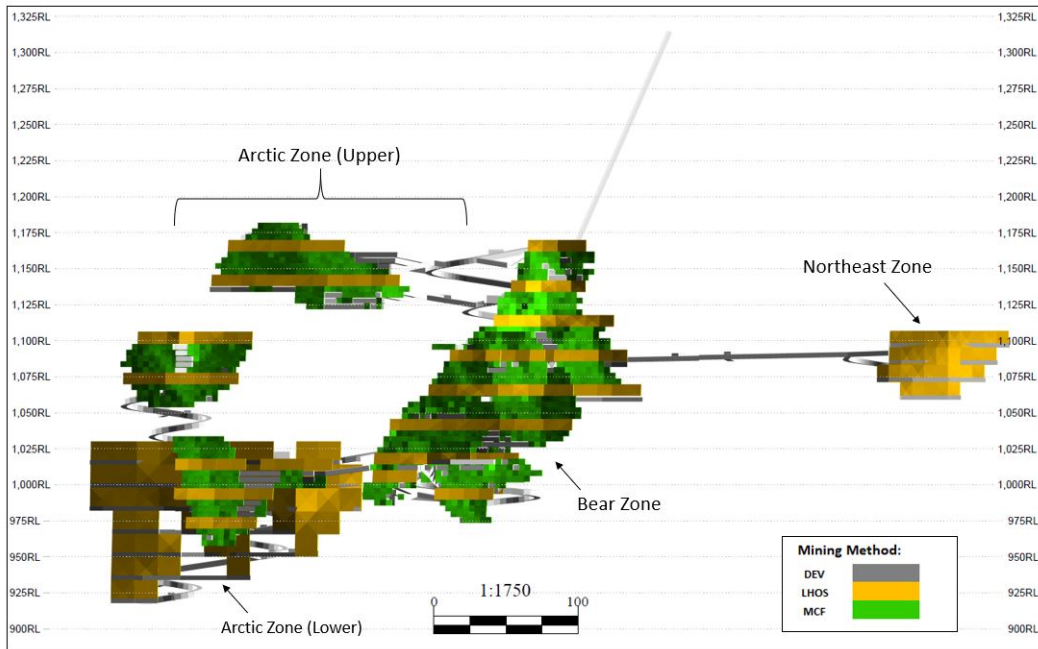 1,325RL 1,325RL
1,300RL 1,300RL
1,275RL 1,275RL
1,250RL 1,250RL
Arctic Zone (Upper)
1,225RL 1,225RL
1,200RL 1,200RL
1,175RL 1,175RL
Northeast Zone
1,150RL 1,150RL
1,125RL 1,125RL
1,100RL 1,100RL
1,075RL 1,075RL
1,050RL 1,050RL
1,025RL 1,025RL
1,000RL 1,000RL
Bear Zone
975RL 975RL
950RL 950RL
925RL 925RL
900RL 900RL
Arctic Zone (Lower)
1:1750
0 100
Mining Method:
DEV
LHOS
MCF